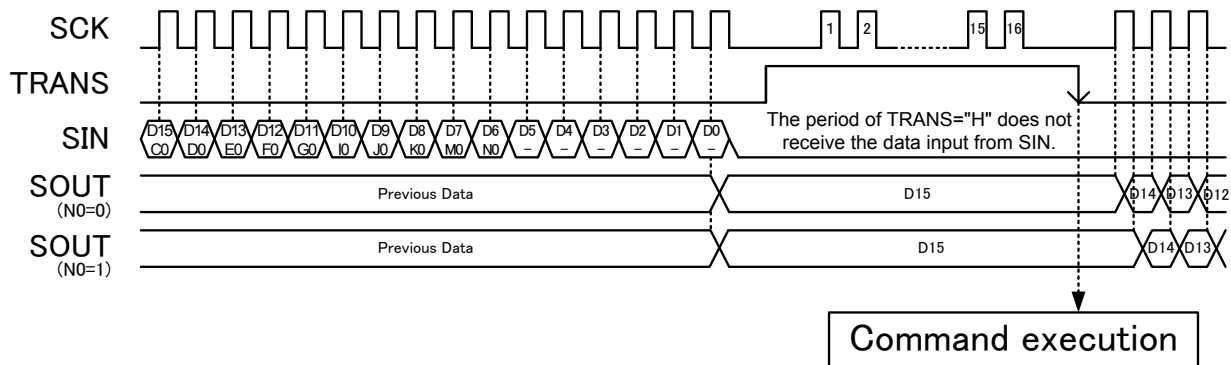 SCK 1 2 15 16
TRANS
SIN D15 D14 D13 D12 D11 D10 D9 D8 D7 D6 D5 D4 D3 D2 D1 D0
C0 D0 E0 F0 G0 I0 J0 K0 M0 N0 - - - - - -
The period of TRANS="H" does not
receive the data input from SIN.
SOUT Previous Data D15 D14 D13 D12
(N0=0)
SOUT Previous Data D15 D14 D13
(N0=1)
Command execution